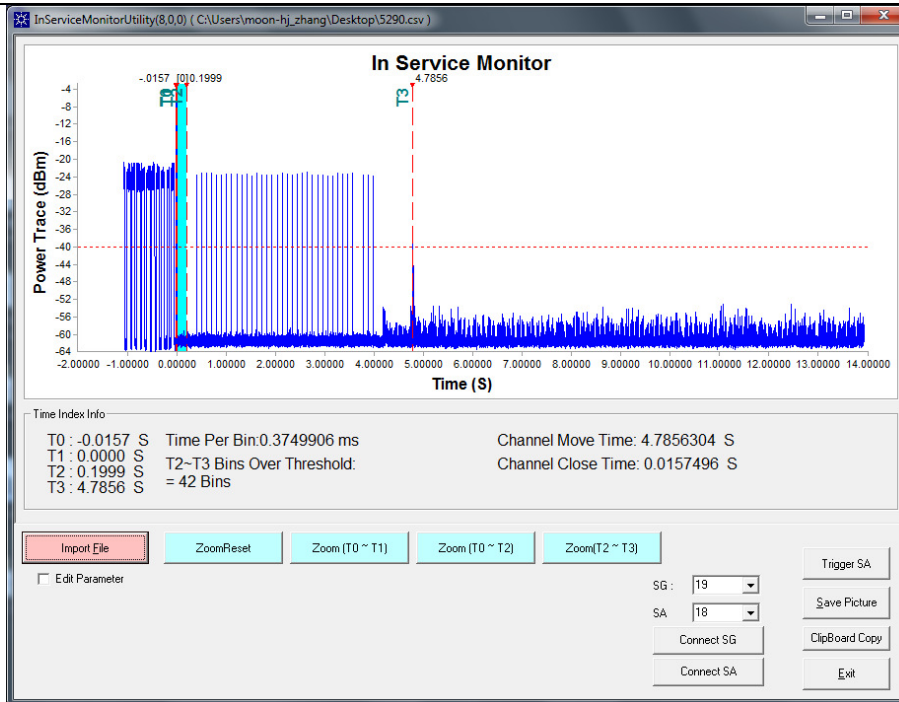 InServiceMonitorUtility(8,0,0) ( C:\Users\moon-hj_zhang\Desktop\5290.csv )
In Service Monitor
-.0157 [0] 0.1999 4.7856
T2 T3
Power Trace (dBm)
-4
-8
-12
-16
-20
-24
-28
-32
-36
-40
-44
-48
-52
-56
-60
-64
-2.00000 -1.00000 0.00000 1.00000 2.00000 3.00000 4.00000 5.00000 6.00000 7.00000 8.00000 9.00000 10.00000 11.00000 12.00000 13.00000 14.00000
Time (S)
Time Index Info
T0 : -0.0157 S
T1 : 0.0000 S
T2 : 0.1999 S
T3 : 4.7856 S
Time Per Bin:0.3749906 ms
T2~T3 Bins Over Threshold:
= 42 Bins
Channel Move Time: 4.7856304 S
Channel Close Time: 0.0157496 S
Import File
ZoomReset
Zoom (T0 ~ T1)
Zoom (T0 ~ T2)
Zoom(T2 ~ T3)
Edit Parameter
SG : 19
SA 18
Connect SG
Connect SA
Trigger SA
Save Picture
ClipBoard Copy
Exit